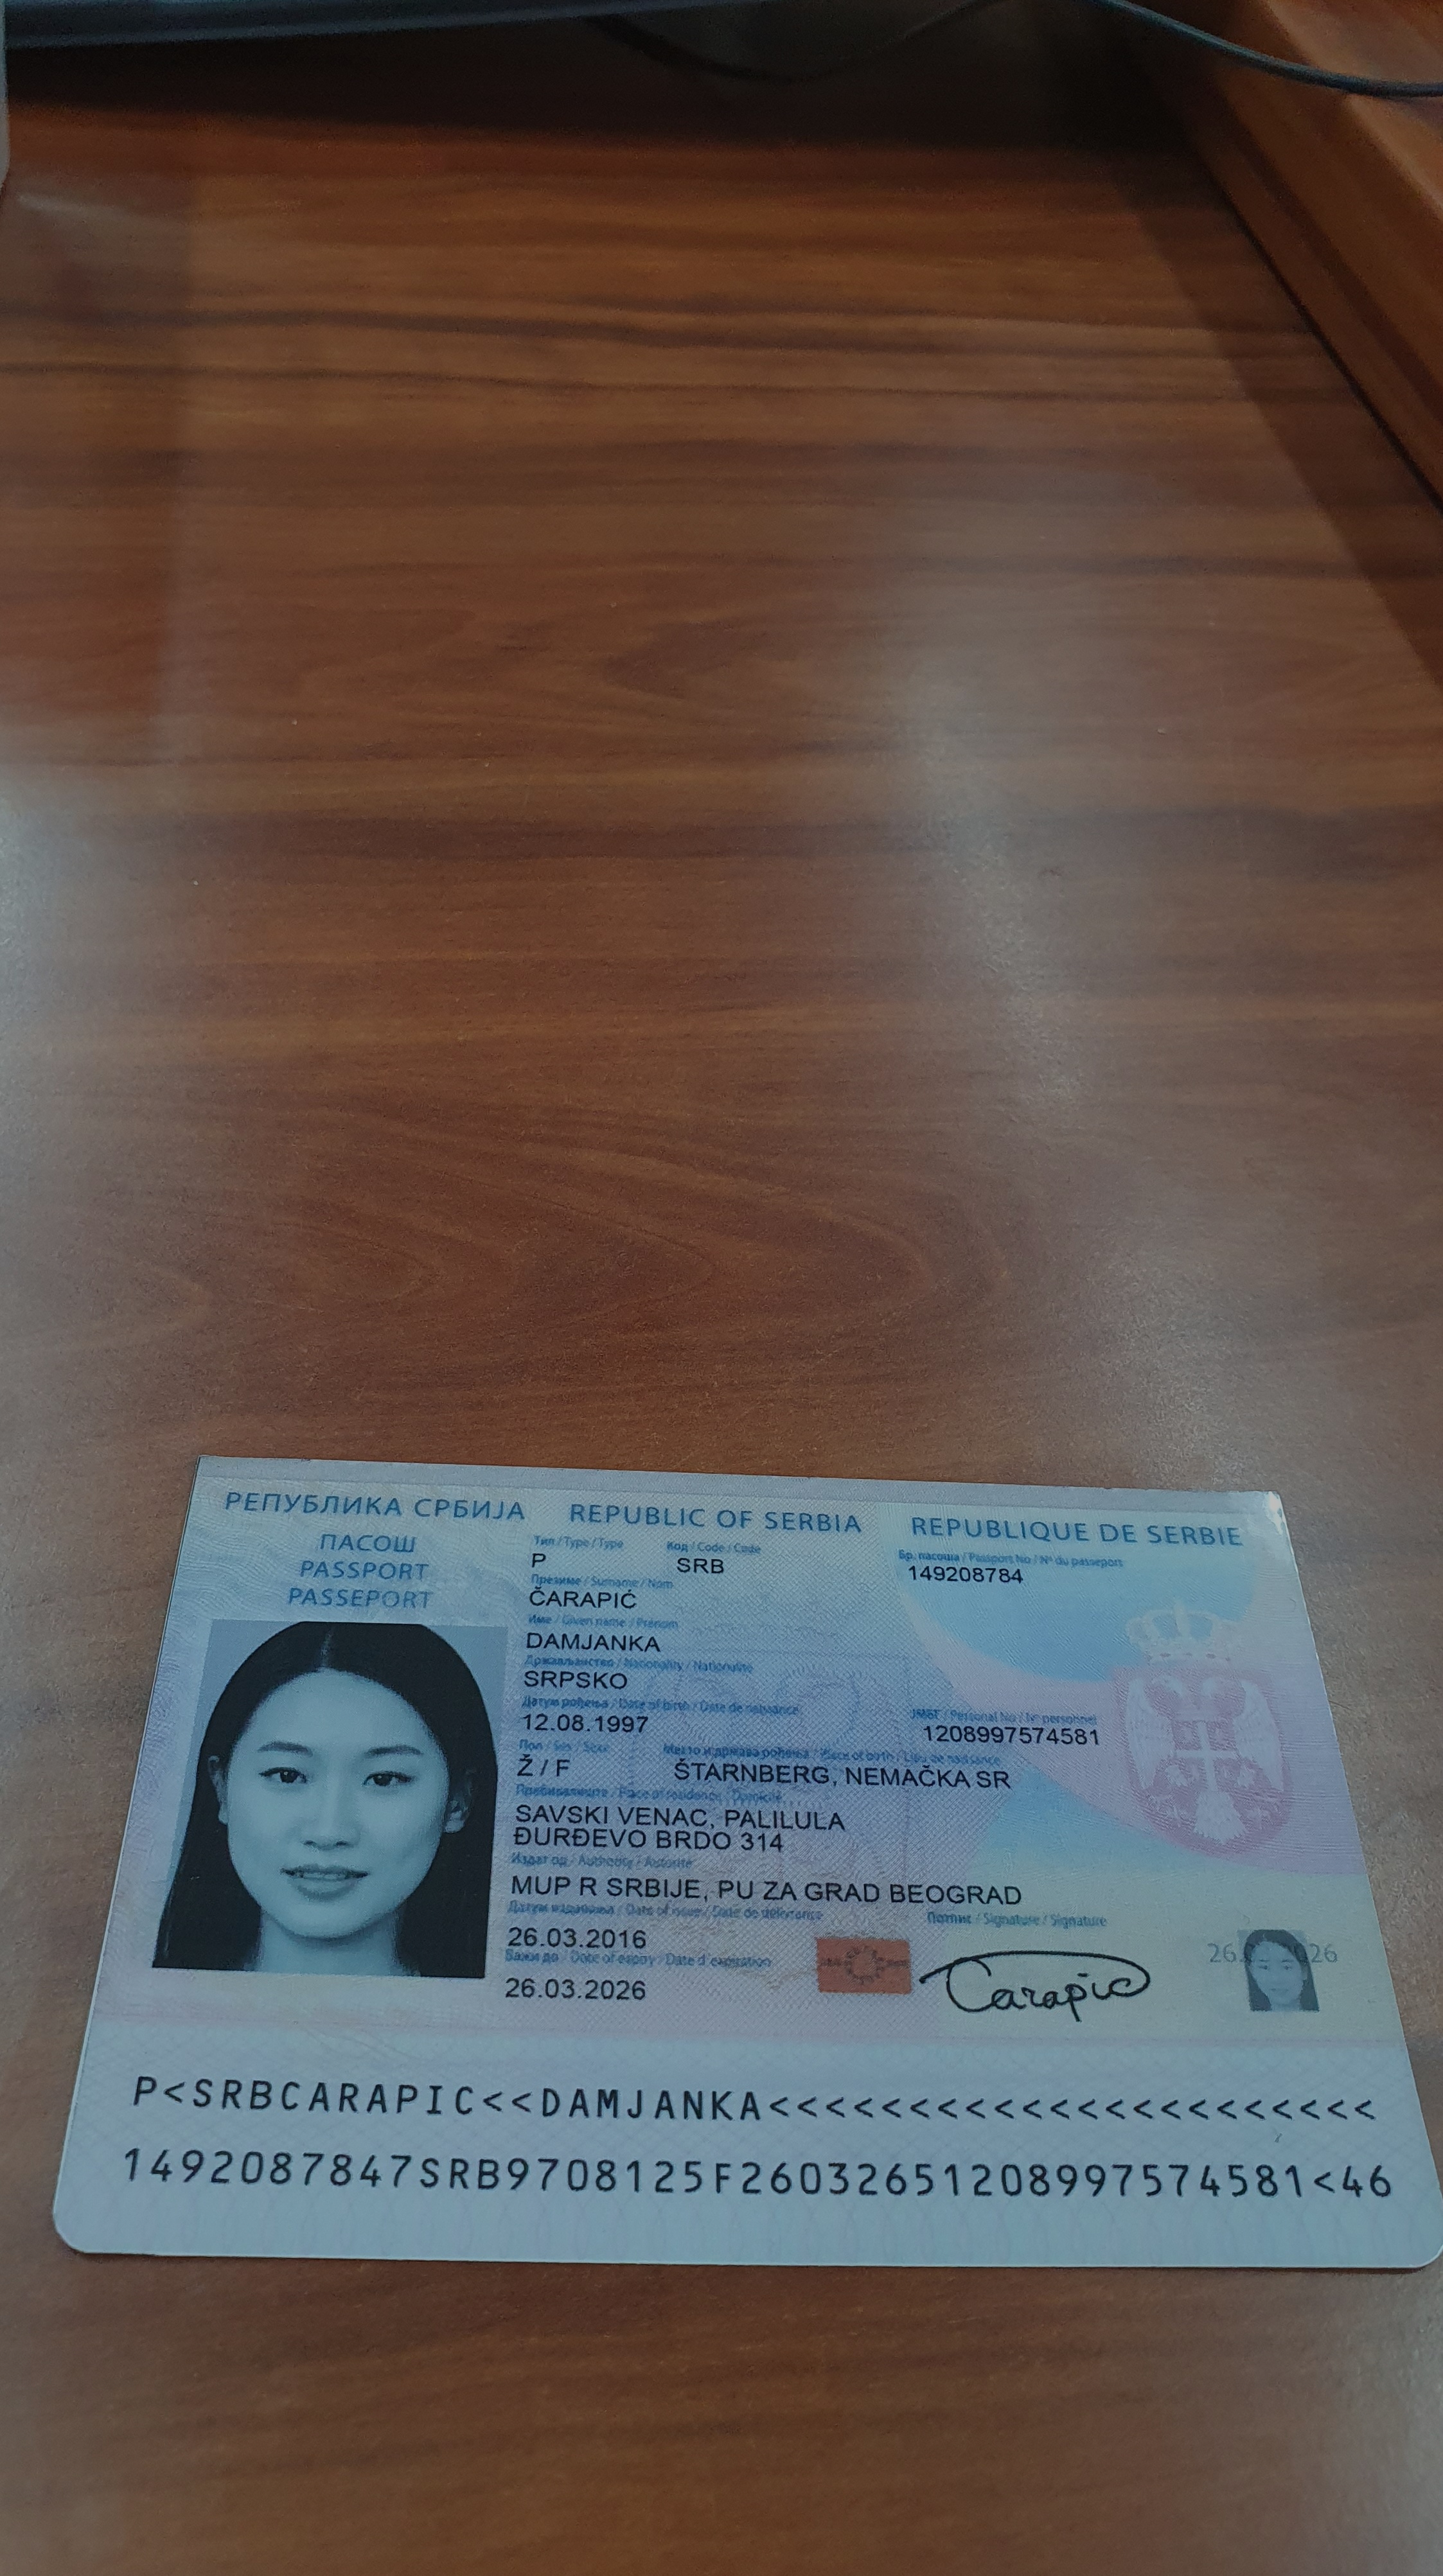 РЕПУБЛИКА СРБИЈА REPUBLIC OF SERBIA REPUBLIQUE DE SERBIE
ПАСОШ
PASSPORT
PASSEPORT
Тип / Type / Type Код / Code / Code Бр. пасоша / Passport No / Nº du passeport
P SRB 149208784
Презиме / Surname / Nom
ČARAPIĆ
Име / Given name / Prénom
DAMJANKA
Држављанство / Nationality / Nationalité
SRPSKO
Датум рођења / Date of birth / Date de naissance ЈМБГ / Personal No / Nº personnel
12.08.1997 1208997574581
Пол / Sex / Sexe Место и држава рођења / Place of birth / Lieu de naissance
Ž / F ŠTARNBERG, NEMAČKA SR
Пребивалиште / Place of residence / Domicile
SAVSKI VENAC, PALILULA
ĐURĐEVO BRDO 314
Издат од / Authority / Autorité
MUP R SRBIJE, PU ZA GRAD BEOGRAD
Датум издавања / Date of issue / Date de délivrance Потпис / Signature / Signature
26.03.2016
Важи до / Date of expiry / Date d'expiration
26.03.2026
Carapic
P<SRBCARAPIC<<DAMJANKA<<<<<<<<<<<<<<<<<<<<<<
1492087847SRB9708125F26032651208997574581<46